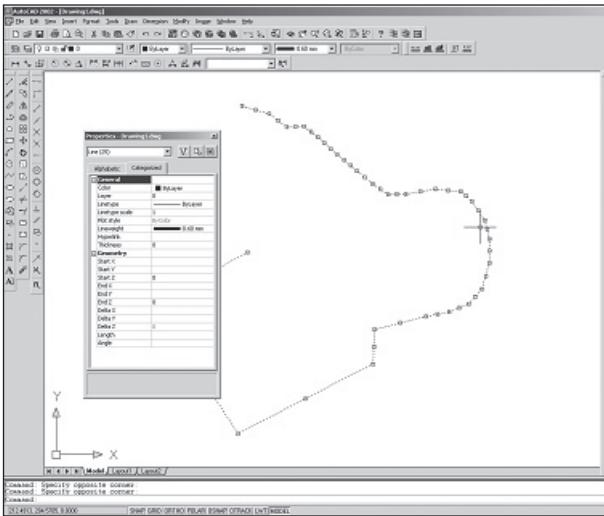 AutoCAD 2002 - [Drawing1.dwg]
File Edit View Insert Format Tools Draw Dimension Modify Image Window Help
0 ByLayer ByLayer 0.60 mm ByColor
Properties - Drawing1.dwg
Line (29)
Alphabetic Categorized
General
Color ByLayer
Layer 0
Linetype ByLayer
Linetype scale 1
Plot style ByColor
Lineweight 0.60 mm
Hyperlink
Thickness 0
Geometry
Start X
Start Y
Start Z 0
End X
End Y
End Z 0
Delta X
Delta Y
Delta Z 0
Length
Angle
Y
X
Model Layout1 Layout2
Command: Specify opposite corner:
Command: Specify opposite corner:
Command:
SNAP GRID ORTHO POLAR OSNAP OTRACK LWT MODEL